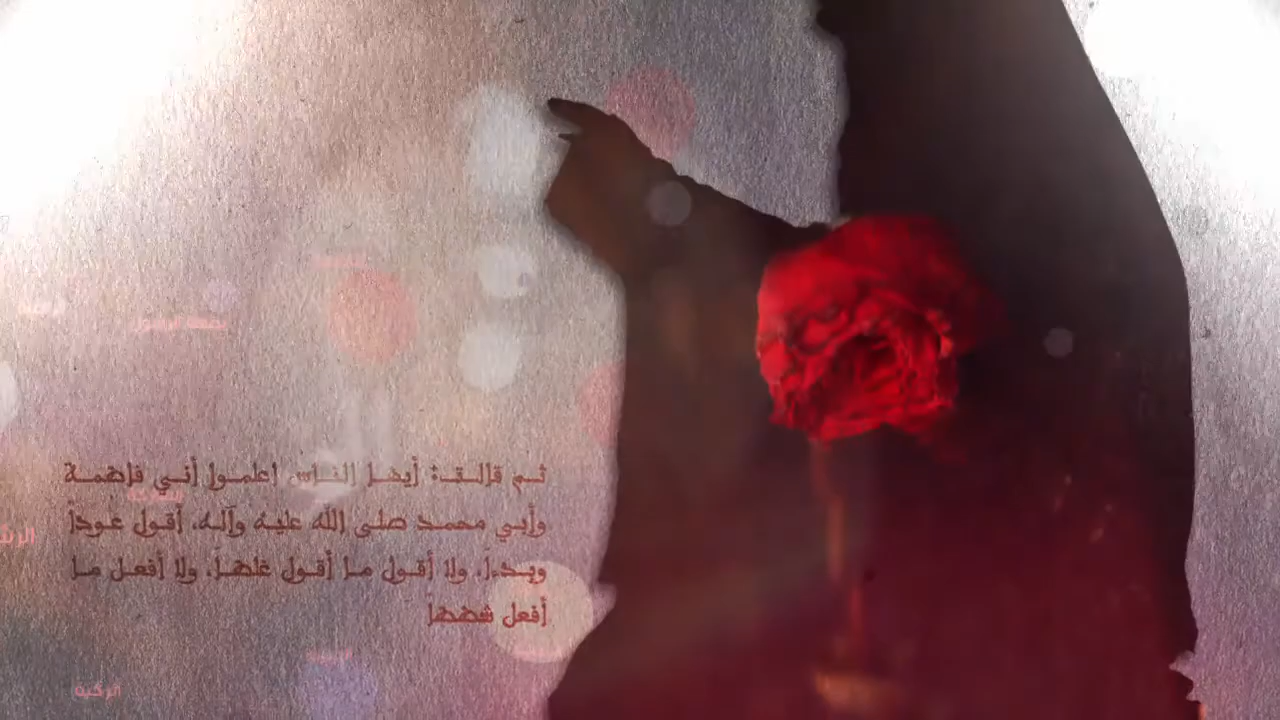 ثم قالت: أيها الناس اعلموا أني فاطمة
وأبي محمد صلى الله عليه وآله، أقول عوداً
وبدءاً، ولا أقول ما أقول غلطاً، ولا أفعل ما
أفعل شططاً
الزكية